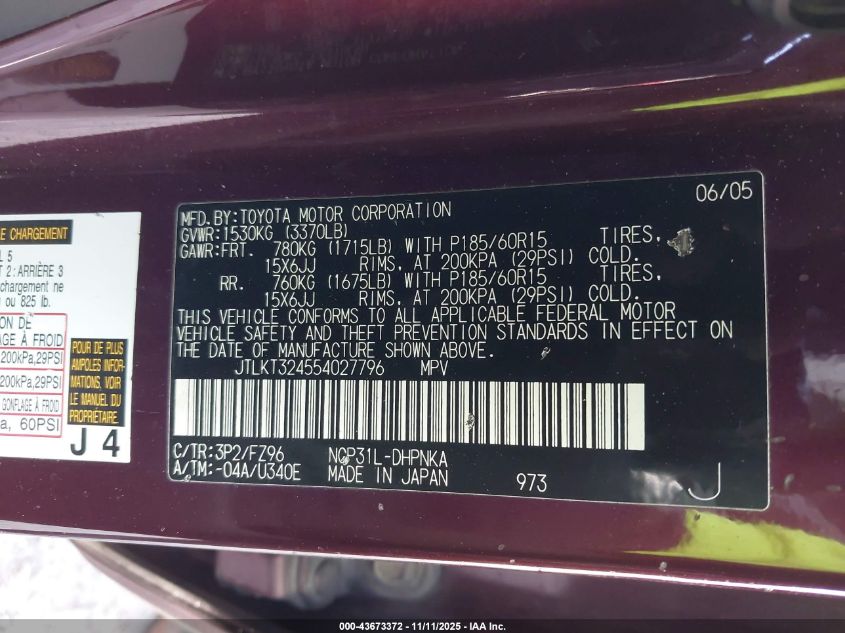 LE CHARGEMENT
L 5
T 2: ARRIÈRE 3
chargement ne
ou 825 lb.
ON DE
LAGE À FROID
200kPa,29PSI
200kPa,29PSI
GONFLAGE À FROID
a, 60PSI
POUR DE PLUS
AMPLES INFOR-
MATIONS, VOIR
LE MANUEL DU
PROPRIÉTAIRE.
J 4
06/05
MFD.BY:TOYOTA MOTOR CORPORATION
GVWR:1530KG (3370LB)
GAWR:FRT. 780KG (1715LB) WITH P185/60R15 TIRES,
15X6JJ RIMS, AT 200KPA (29PSI) COLD.
RR. 760KG (1675LB) WITH P185/60R15 TIRES,
15X6JJ RIMS, AT 200KPA (29PSI) COLD.
THIS VEHICLE CONFORMS TO ALL APPLICABLE FEDERAL MOTOR
VEHICLE SAFETY AND THEFT PREVENTION STANDARDS IN EFFECT ON
THE DATE OF MANUFACTURE SHOWN ABOVE.
JTLKT324554027796 MPV
C/TR:3P2/FZ96 NCP31L-DHPNKA
A/TM:-04A/U340E MADE IN JAPAN 973 J
000-43673372 - 11/11/2025 - IAA Inc.